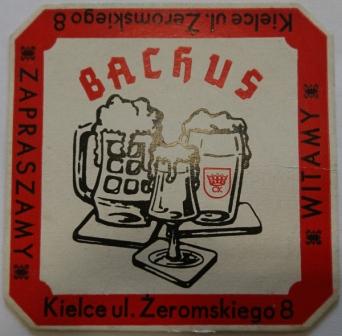 Kielce ul. Żeromskiego 8
BACHUS
ZAPRASZAMY
WITAMY
CK
Kielce ul. Żeromskiego 8